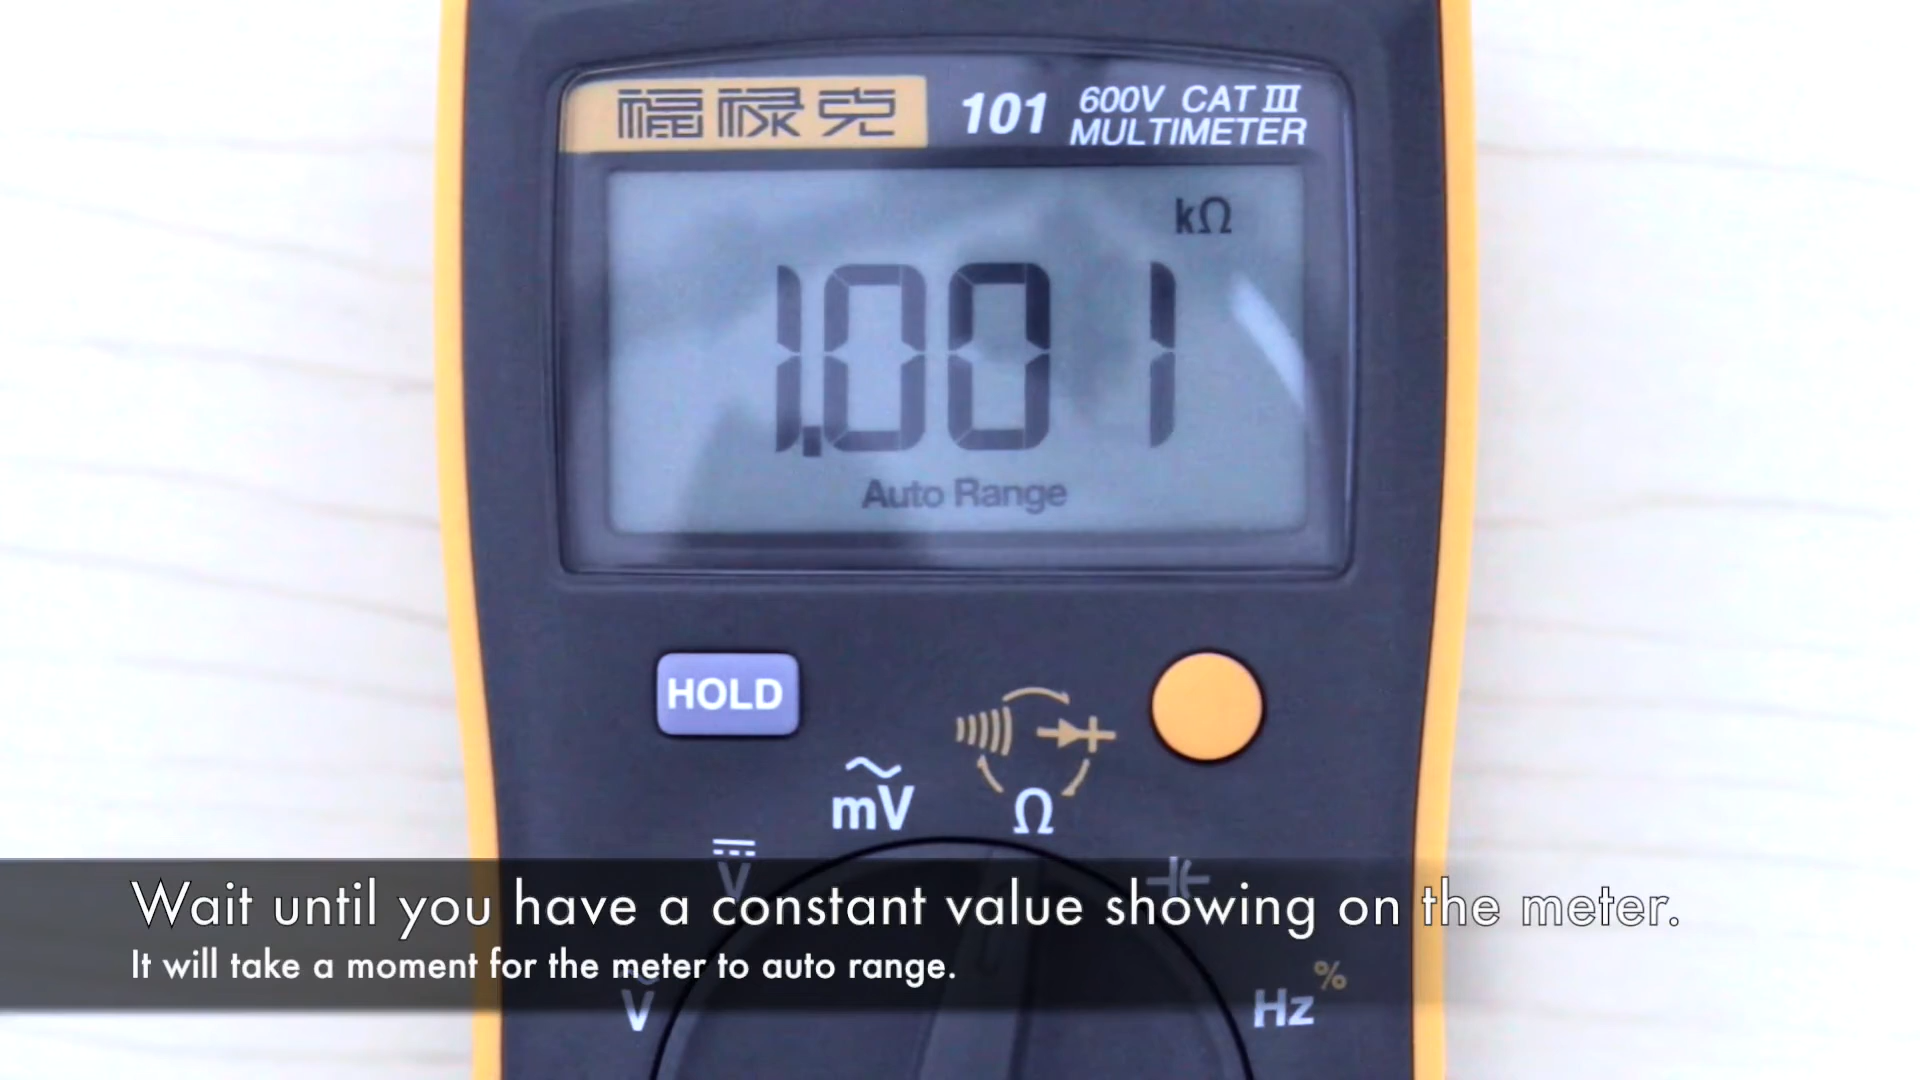 福禄克 101 600V CAT III
MULTIMETER
kΩ
1.001
Auto Range
HOLD
mV
Ω
V
Wait until you have a constant value showing on the meter.
It will take a moment for the meter to auto range.
V
Hz %